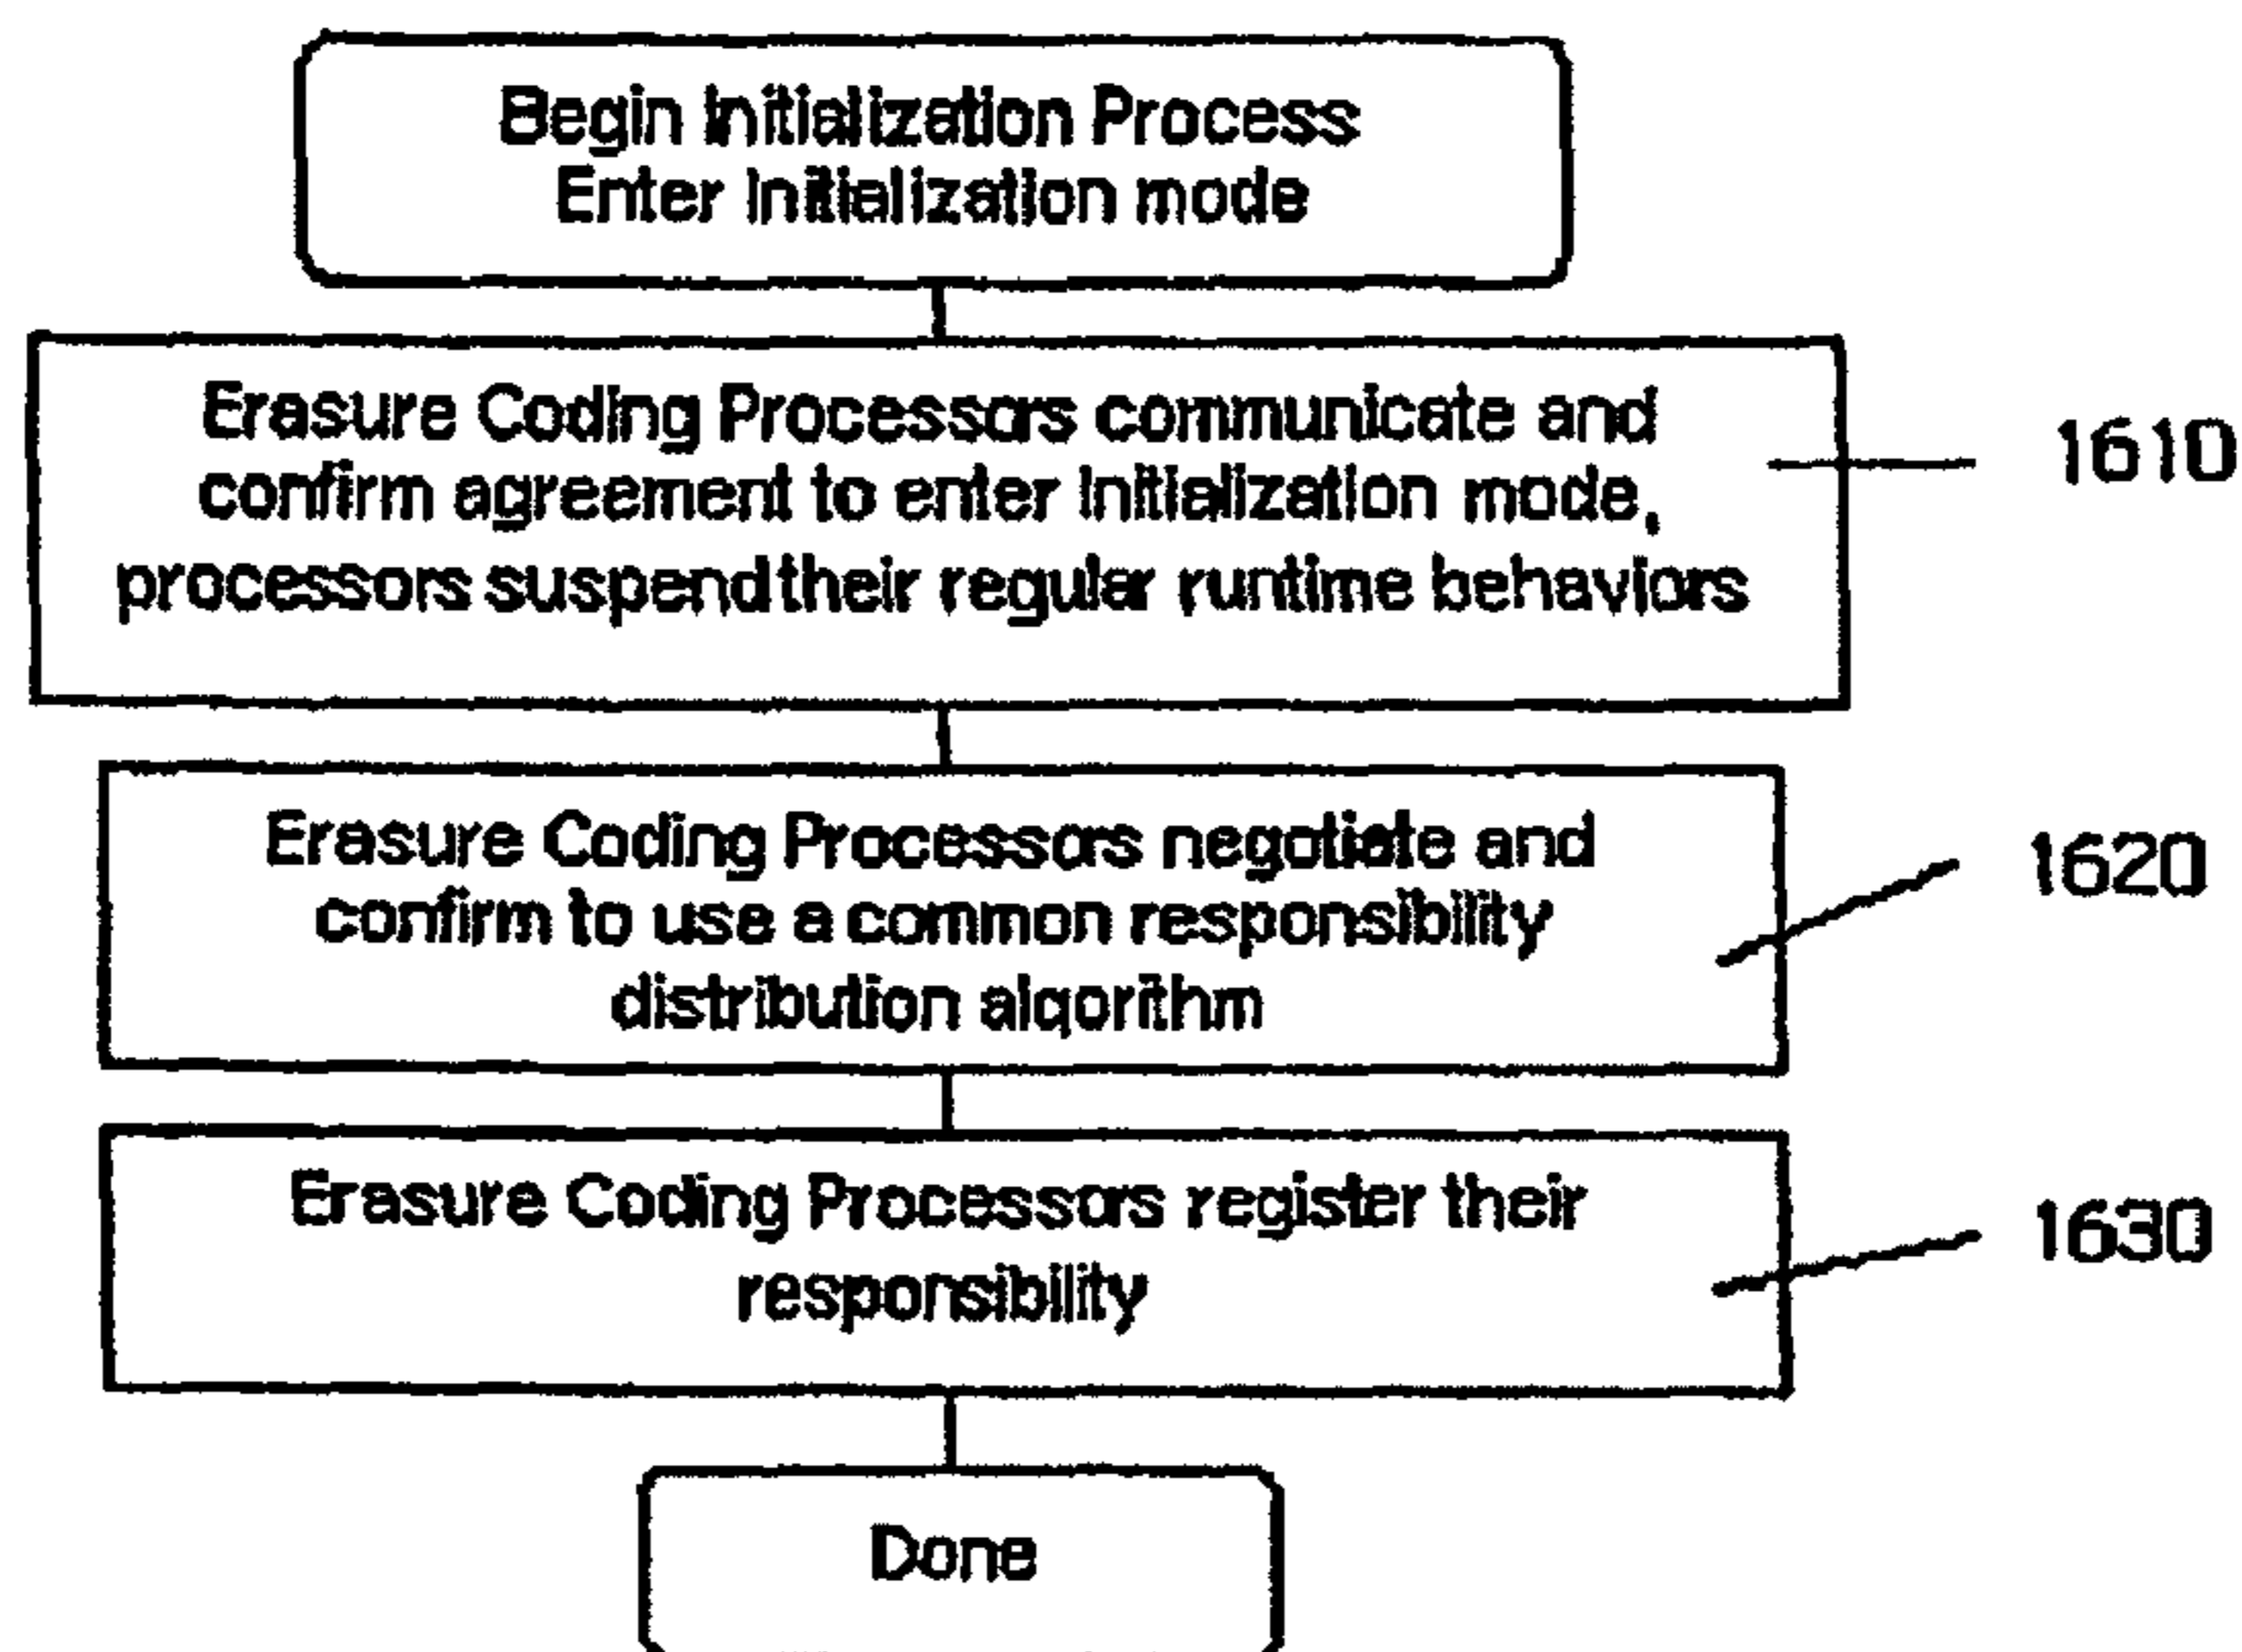 Begin Initialization Process
Enter Initialization mode
Erasure Coding Processors communicate and
confirm agreement to enter Initialization mode,
processors suspend their regular runtime behaviors
1610
Erasure Coding Processors negotiate and
confirm to use a common responsibility
distribution algorithm
1620
Erasure Coding Processors register their
responsibility
1630
Done